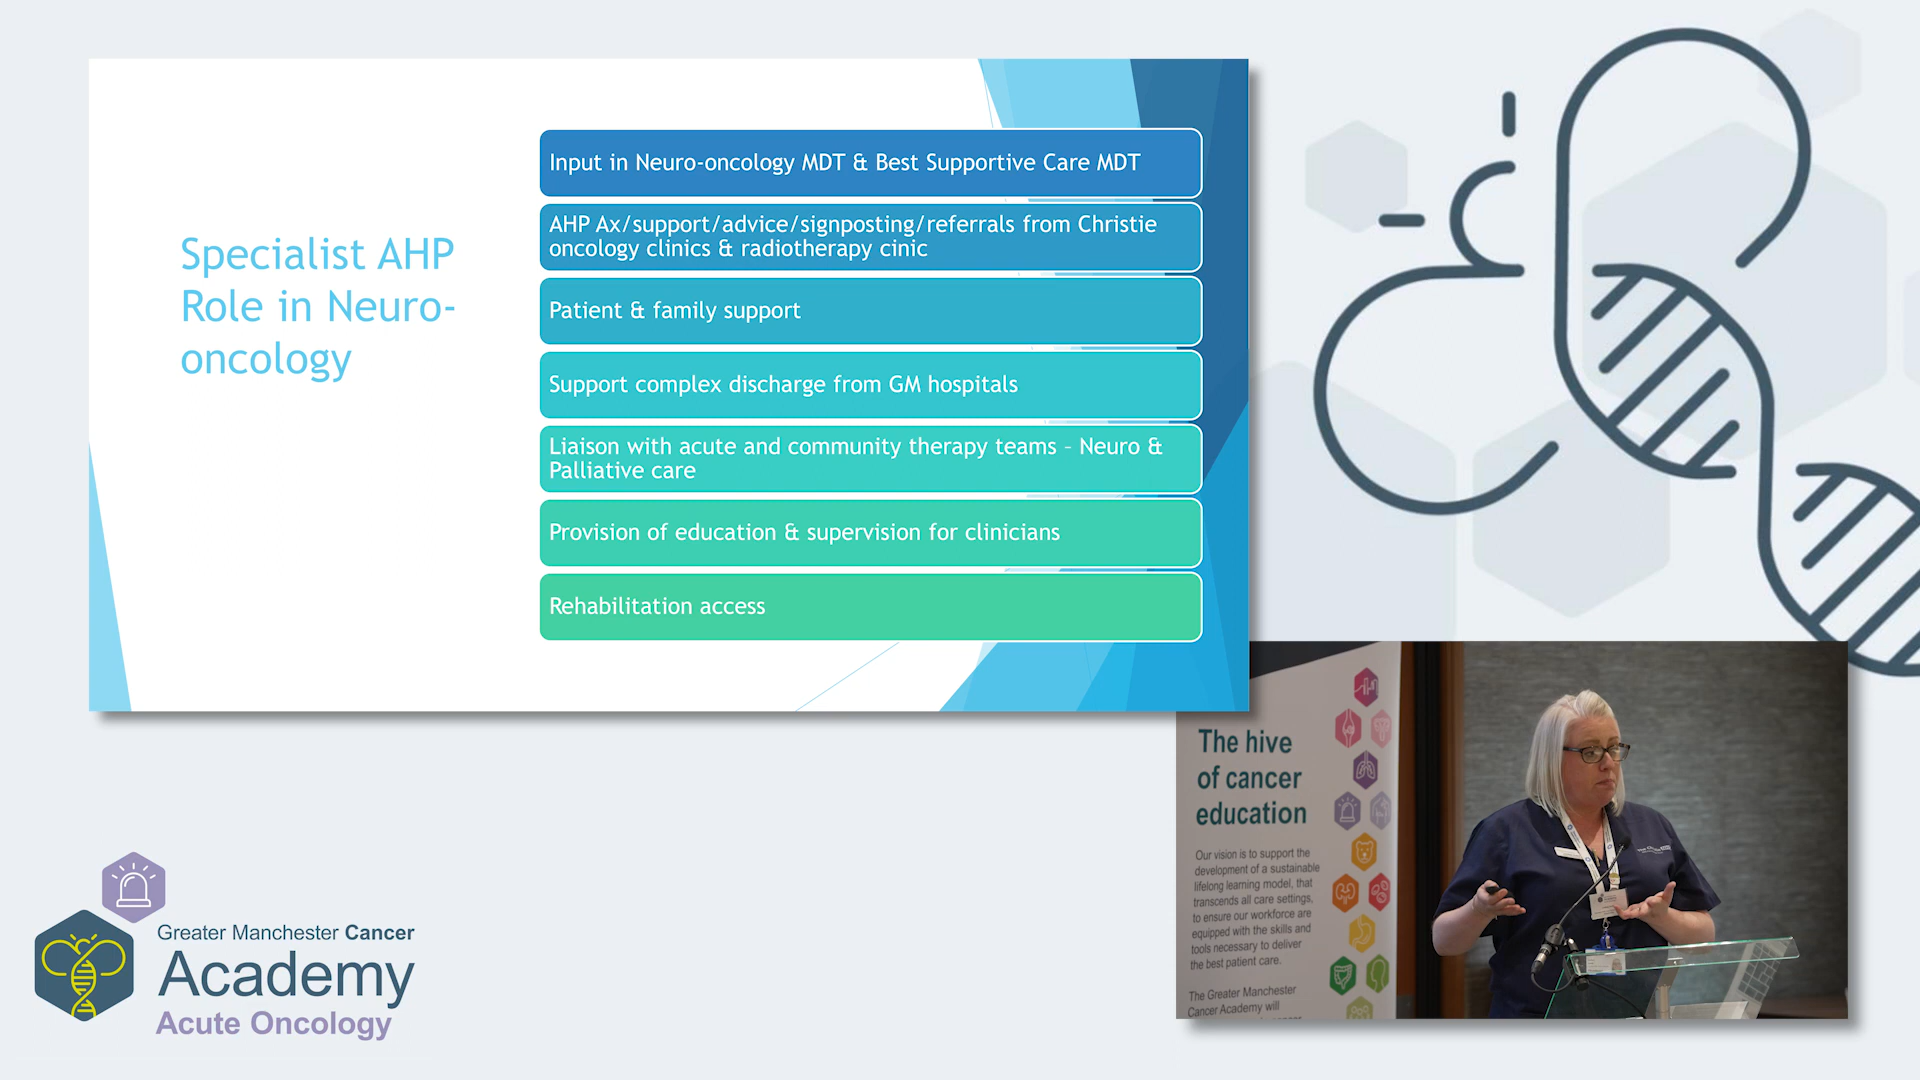 Specialist AHP
Role in Neuro-
oncology
Input in Neuro-oncology MDT & Best Supportive Care MDT
AHP Ax/support/advice/signposting/referrals from Christie
oncology clinics & radiotherapy cinic
Patient & family support
Support complex discharge from GM hospitals
Liaison with acute and community therapy teams – Neuro &
Palliative care
Provision of education & supervision for clinicians
Rehabilitation access
The hive
of cancer
education
Our vision is to support the
development of a sustainable
lifelong learning model, that
transcends all care settings,
to ensure our workforce are
equipped with the skills and
tools necessary to deliver
the best patient care.
The Greater Manchester
Cancer Academy will
Greater Manchester Cancer
Academy
Acute Oncology